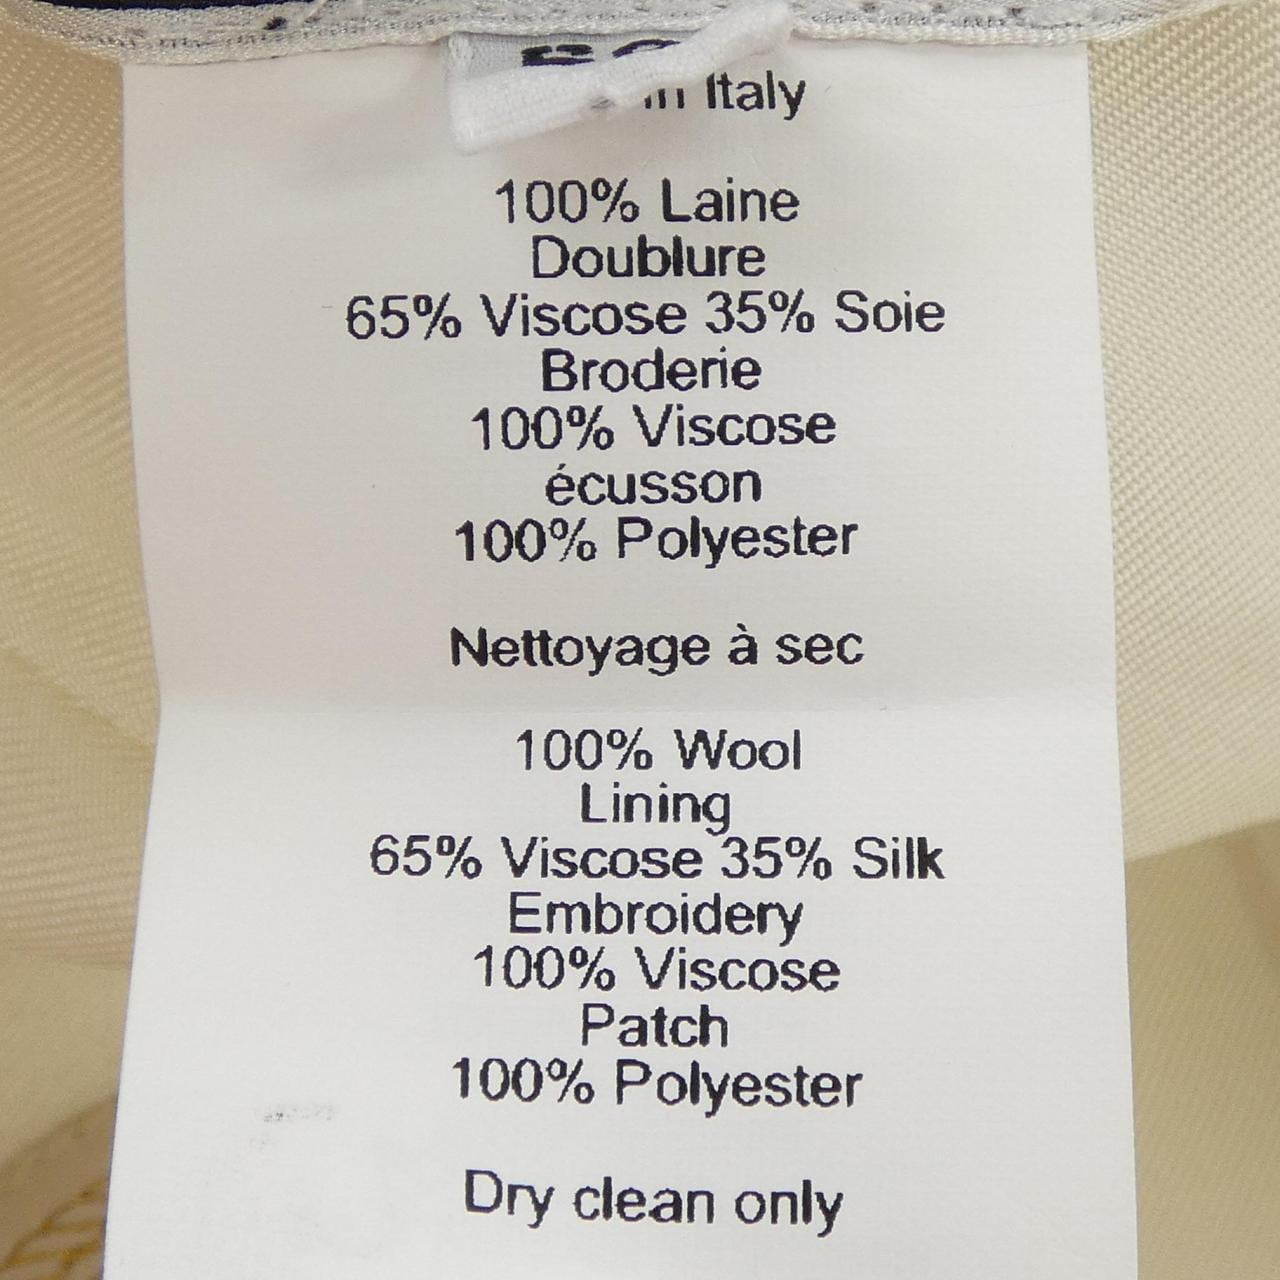 in Italy
100% Laine
Doublure
65% Viscose 35% Soie
Broderie
100% Viscose
écusson
100% Polyester
Nettoyage à sec
100% Wool
Lining
65% Viscose 35% Silk
Embroidery
100% Viscose
Patch
100% Polyester
Dry clean only